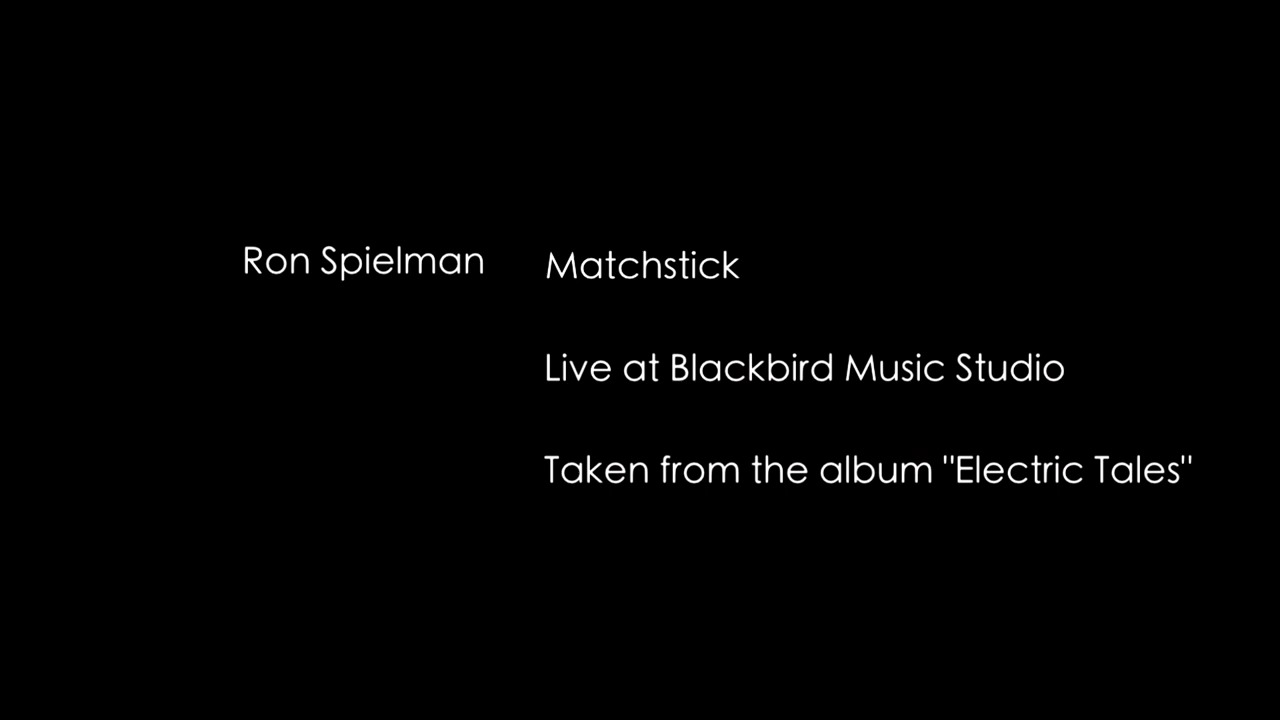 Ron Spielman Matchstick
Live at Blackbird Music Studio
Taken from the album "Electric Tales"